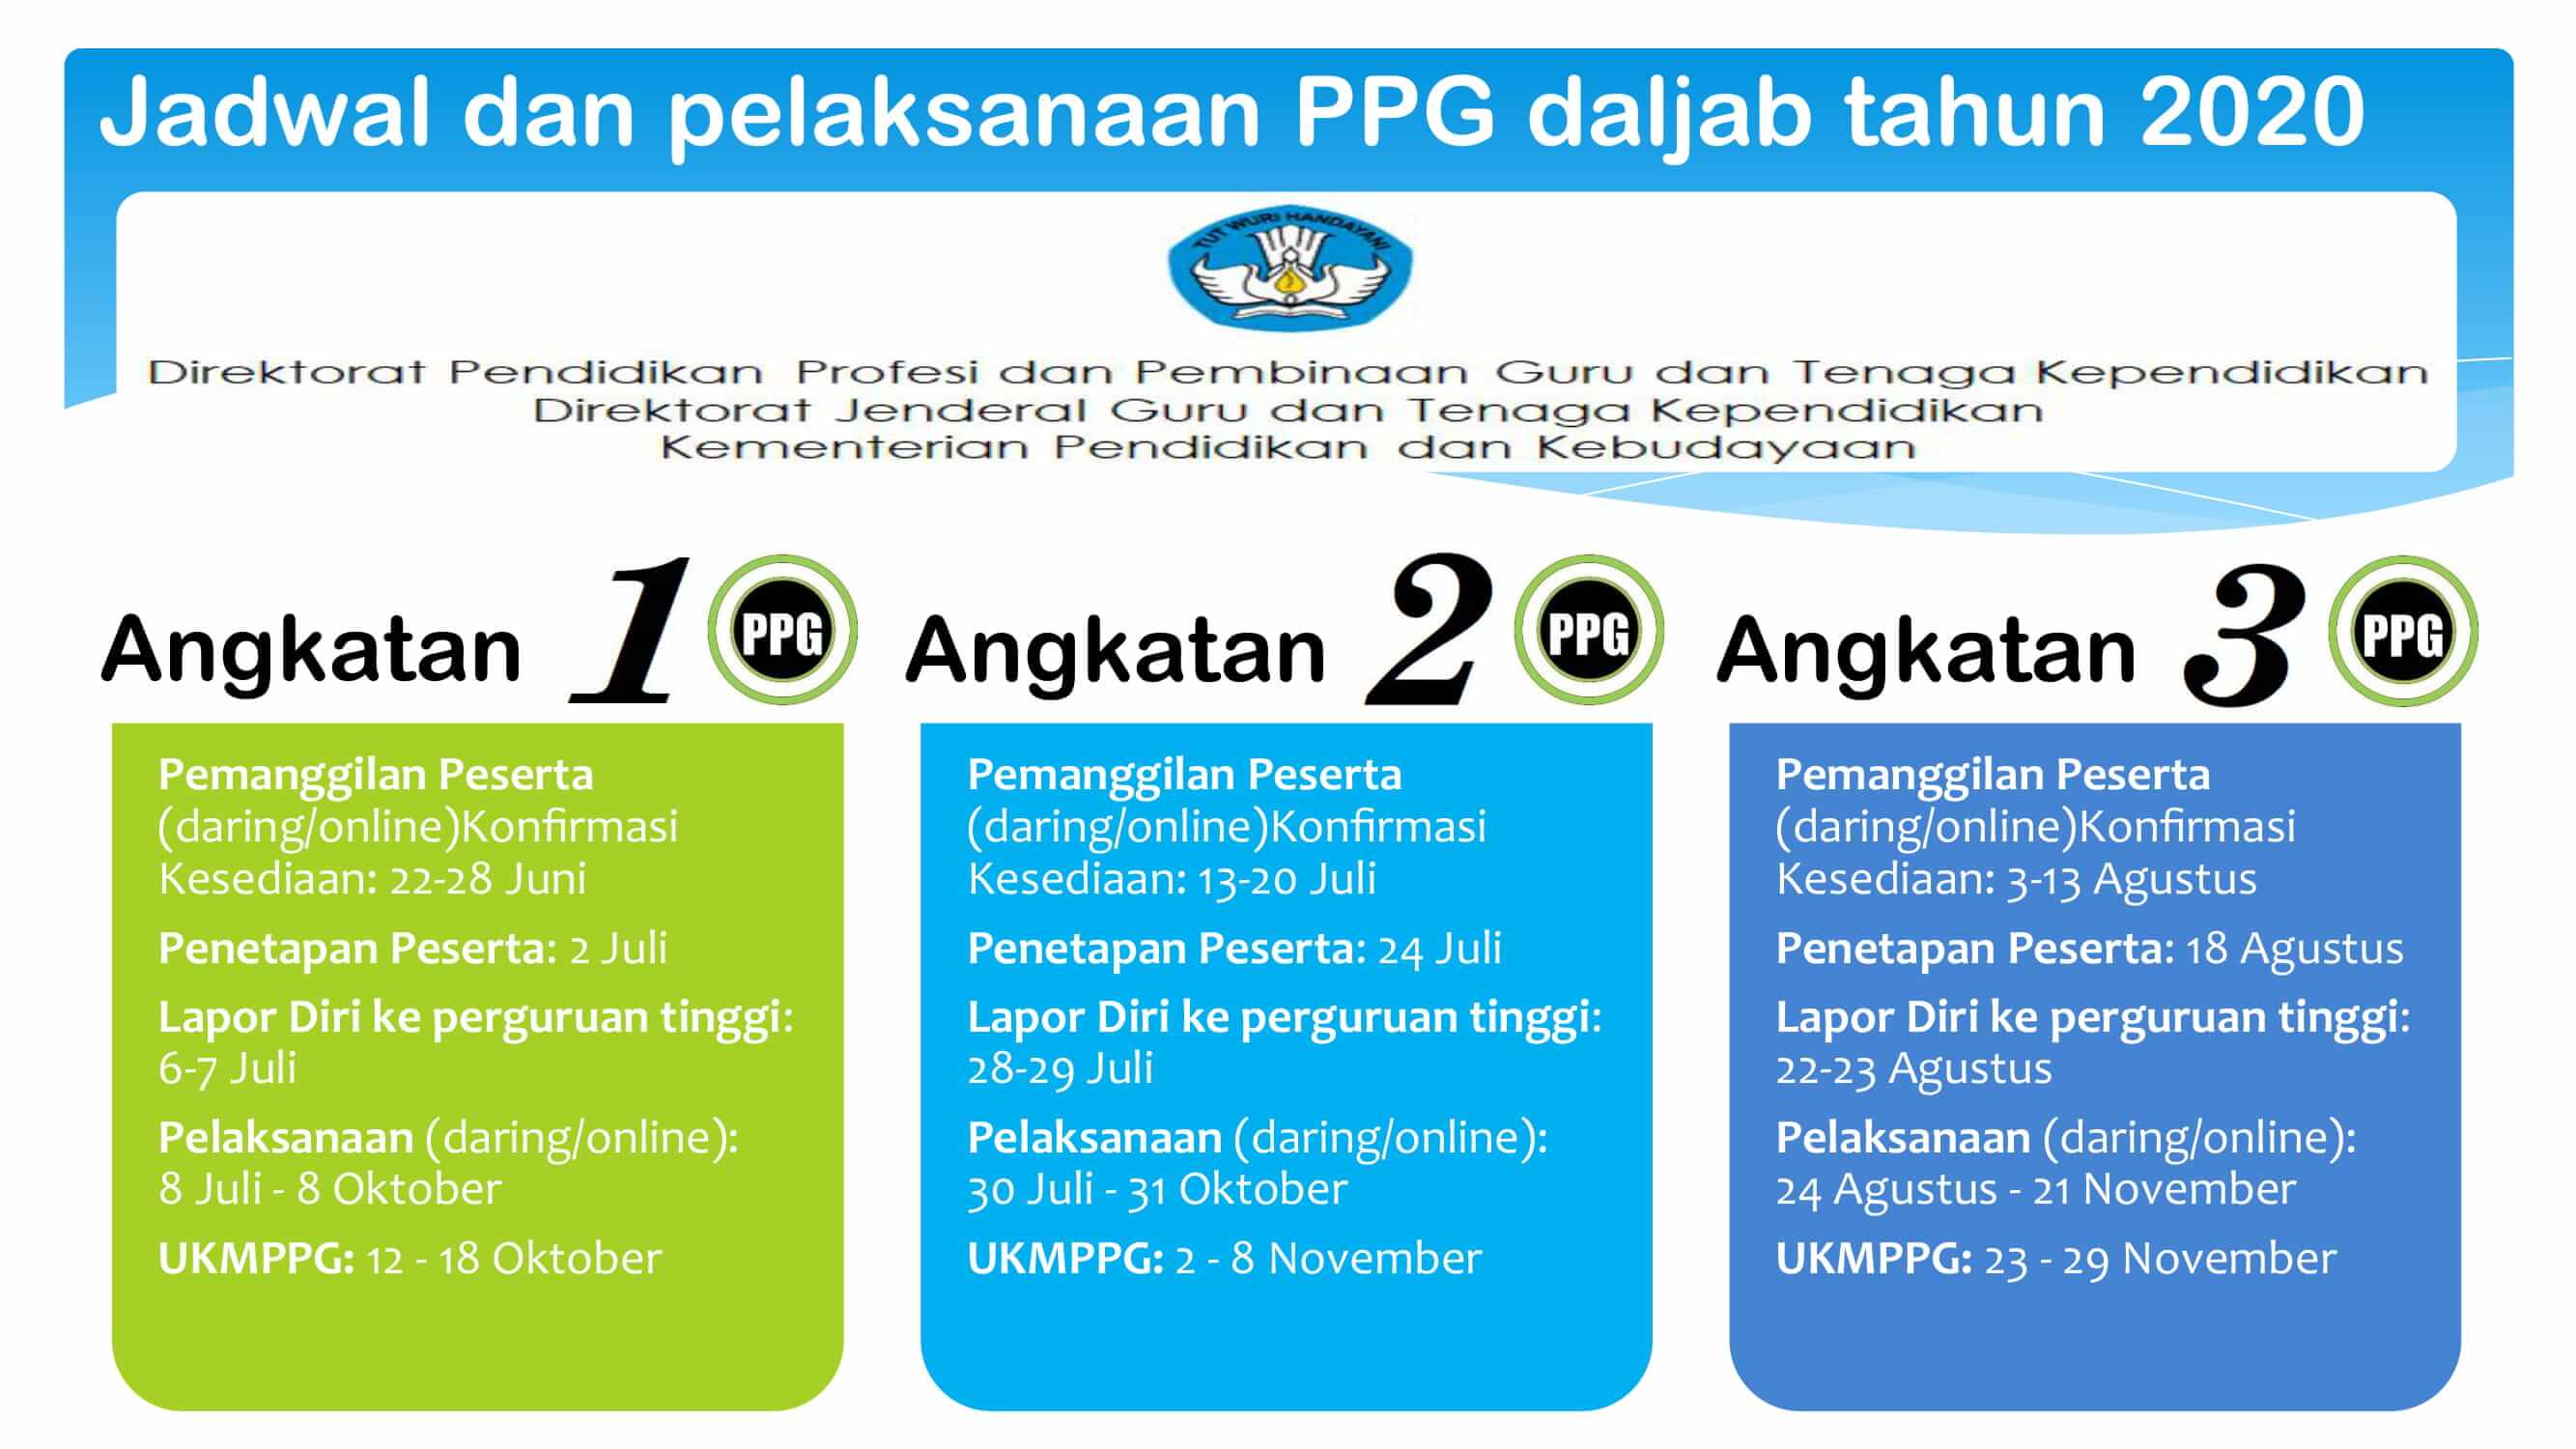 Jadwal dan pelaksanaan PPG daljab tahun 2020
TUT WURI HANDAYANI
Direktorat Pendidikan Profesi dan Pembinaan Guru dan Tenaga Kependidikan
Direktorat Jenderal Guru dan Tenaga Kependidikan
Kementerian Pendidikan dan Kebudayaan
Angkatan 1 PPG
Pemanggilan Peserta
(daring/online)Konfirmasi
Kesediaan: 22-28 Juni
Penetapan Peserta: 2 Juli
Lapor Diri ke perguruan tinggi:
6-7 Juli
Pelaksanaan (daring/online):
8 Juli - 8 Oktober
UKMPPG: 12 - 18 Oktober
Angkatan 2 PPG
Pemanggilan Peserta
(daring/online)Konfirmasi
Kesediaan: 13-20 Juli
Penetapan Peserta: 24 Juli
Lapor Diri ke perguruan tinggi:
28-29 Juli
Pelaksanaan (daring/online):
30 Juli - 31 Oktober
UKMPPG: 2 - 8 November
Angkatan 3 PPG
Pemanggilan Peserta
(daring/online)Konfirmasi
Kesediaan: 3-13 Agustus
Penetapan Peserta: 18 Agustus
Lapor Diri ke perguruan tinggi:
22-23 Agustus
Pelaksanaan (daring/online):
24 Agustus - 21 November
UKMPPG: 23 - 29 November